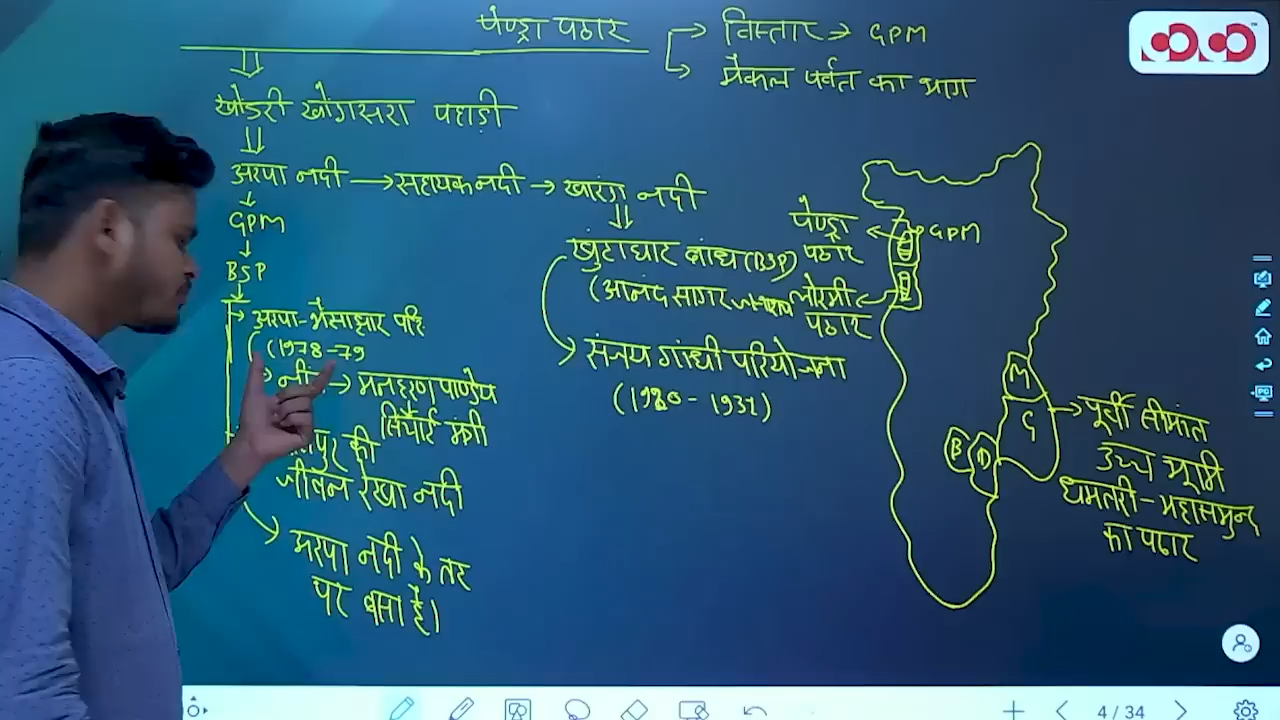 पेण्ड्रा पठार
विस्तार → GPM
मैकल पर्वत का भाग
खोडरी खोंगसरा पहाड़ी
अरपा नदी → सहायक नदी → खारंग नदी
GPM
BSP
अरपा-भैंसाझार परि.
(1978-79
→ मनहरण पाण्डेय
सिंचाई मंत्री
की
जीवन रेखा नदी
अरपा नदी के तट
पर बसा है।
खुंटाघाट बांध (BSP)
(आनंद सागर
संजय गांधी परियोजना
(1920 - 1931)
पेण्ड्रा
पठार
GPM
लोरमी
पठार
M
G
B
D
पूर्वी सीमांत
उच्च भूमि
धमतरी-महासमुन्द
का पठार
4 / 34